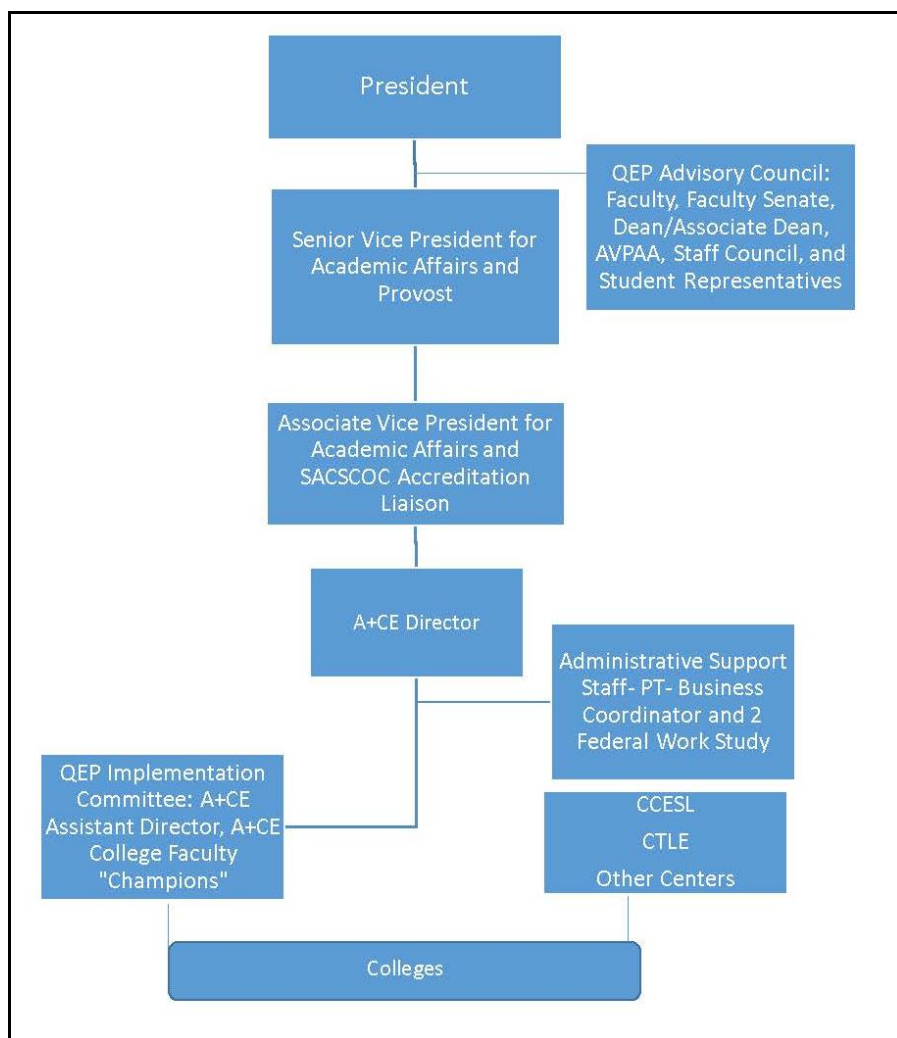 President
QEP Advisory Council:
Faculty, Faculty Senate,
Dean/Associate Dean,
AVPAA, Staff Council, and
Student Representatives
Senior Vice President for
Academic Affairs and
Provost
Associate Vice President for
Academic Affairs and
SACSCOC Accreditation
Liaison
A+CE Director
Administrative Support
Staff- PT- Business
Coordinator and 2
Federal Work Study
QEP Implementation
Committee: A+CE
Assistant Director, A+CE
College Faculty
"Champions"
CCESL
CTLE
Other Centers
Colleges